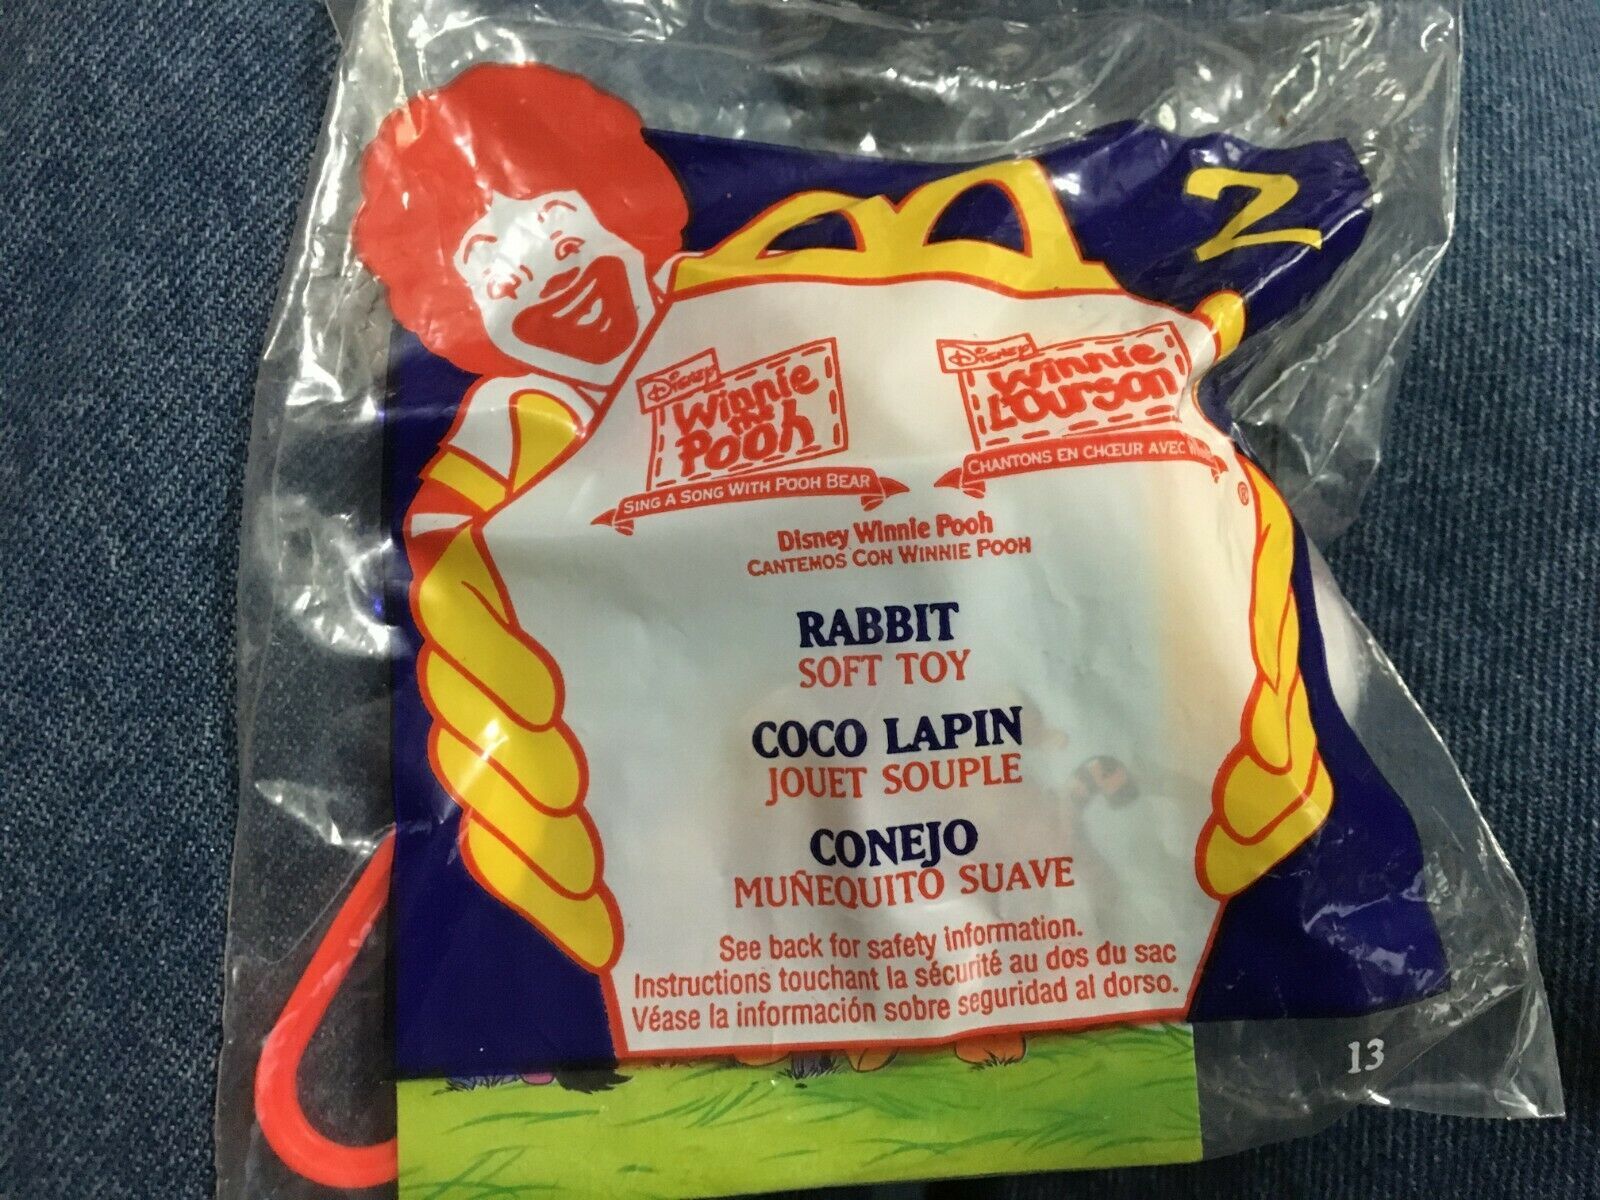 2
Disney
Winnie
the
Pooh
SING A SONG WITH POOH BEAR
Disney
Winnie
L'Ourson
CHANTONS EN CHŒUR AVEC
®
Disney Winnie Pooh
CANTEMOS CON WINNIE POOH
RABBIT
SOFT TOY
COCO LAPIN
JOUET SOUPLE
CONEJO
MUÑEQUITO SUAVE
See back for safety information.
Instructions touchant la sécurité au dos du sac
Véase la información sobre seguridad al dorso.
13